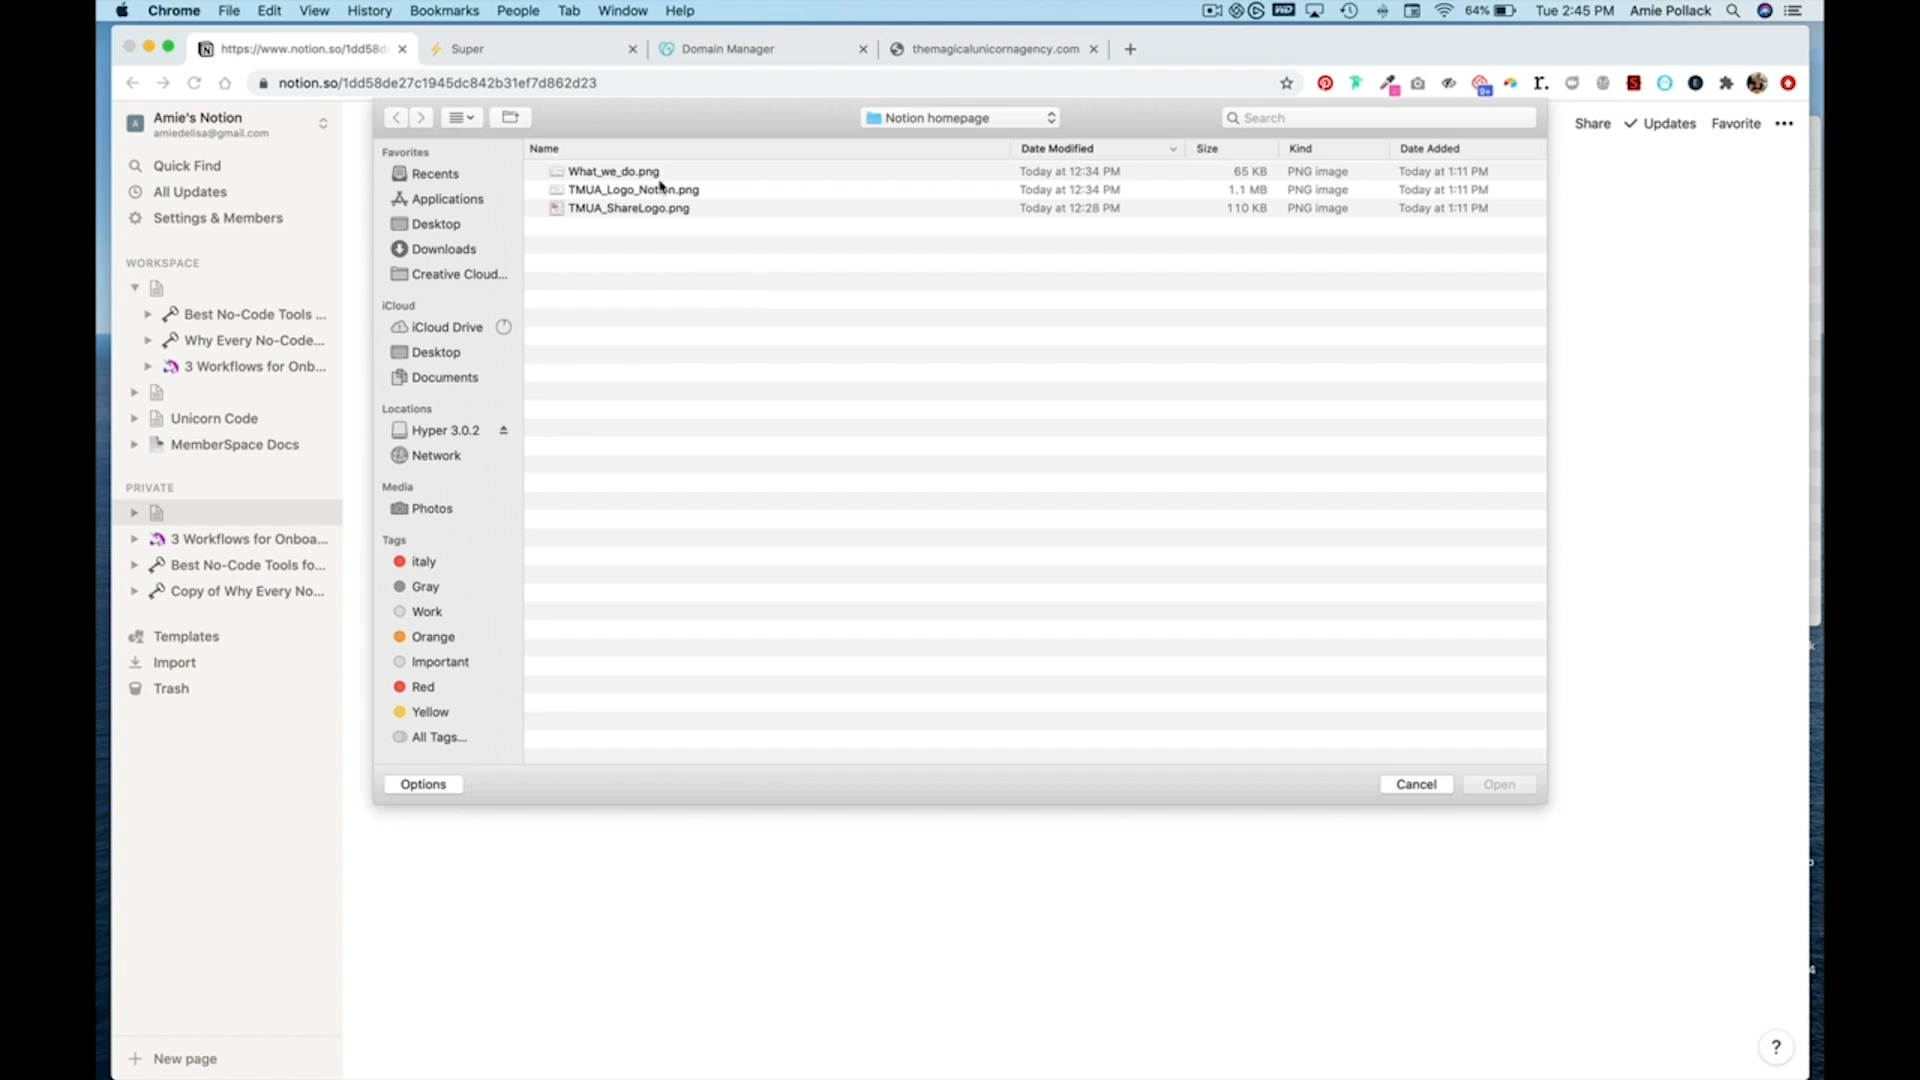 Chrome File Edit View History Bookmarks People Tab Window Help
64% Tue 2:45 PM Amie Pollack
https://www.notion.so/1dd58d
Super
Domain Manager
themagicalunicornagency.com
notion.so/1dd58de27c1945dc842b31ef7d862d23
A
Amie's Notion
amiedelisa@gmail.com
Notion homepage
Search
Share Updates Favorite
Quick Find
All Updates
Settings & Members
WORKSPACE
Best No-Code Tools ...
Why Every No-Code...
3 Workflows for Onb...
Unicorn Code
MemberSpace Docs
PRIVATE
3 Workflows for Onboa...
Best No-Code Tools fo...
Copy of Why Every No...
Templates
Import
Trash
New page
Favorites
Recents
Applications
Desktop
Downloads
Creative Cloud...
iCloud
iCloud Drive
Desktop
Documents
Locations
Hyper 3.0.2
Network
Media
Photos
Tags
italy
Gray
Work
Orange
Important
Red
Yellow
All Tags...
Name Date Modified Size Kind Date Added
What_we_do.png Today at 12:34 PM 65 KB PNG image Today at 1:11 PM
TMUA_Logo_Notion.png Today at 12:34 PM 1.1 MB PNG image Today at 1:11 PM
TMUA_ShareLogo.png Today at 12:28 PM 110 KB PNG image Today at 1:11 PM
Options
Cancel
Open
?